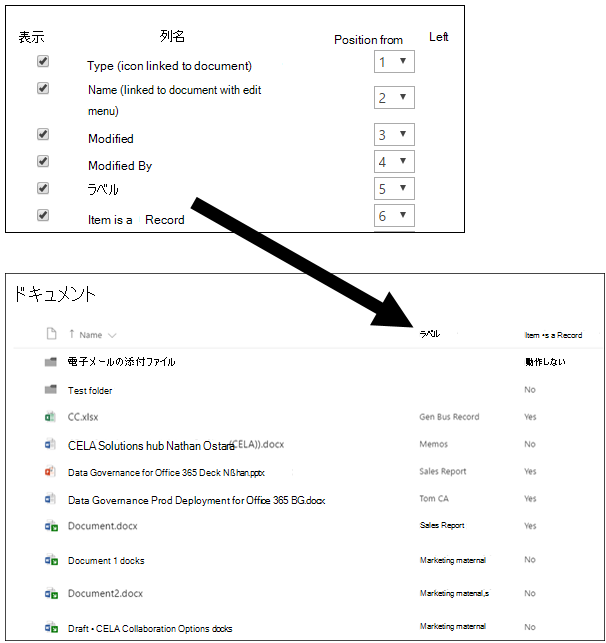 表示 列名 Position from Left
Type (icon linked to document) 1
Name (linked to document with edit
menu) 2
Modified 3
Modified By 4
ラベル 5
Item is a Record 6
ドキュメント
↑ Name ラベル Item •s a Record
電子メールの添付ファイル 動作しない
Test folder No
CC.xlsx Gen Bus Record Yes
CELA Solutions hub Nathan Ostara (CELA)).docx Memos No
Data Governance for Office 365 Deck Nßhan.pptx Sales Report Yes
Data Governance Prod Deployment for Office 365 BG.docx Tom CA Yes
Document.docx Sales Report Yes
Document 1 docks Marketing maternal No
Document2.docx Marketing matenal,s No
Draft • CELA Collaboration Options docks Marketing maternal No